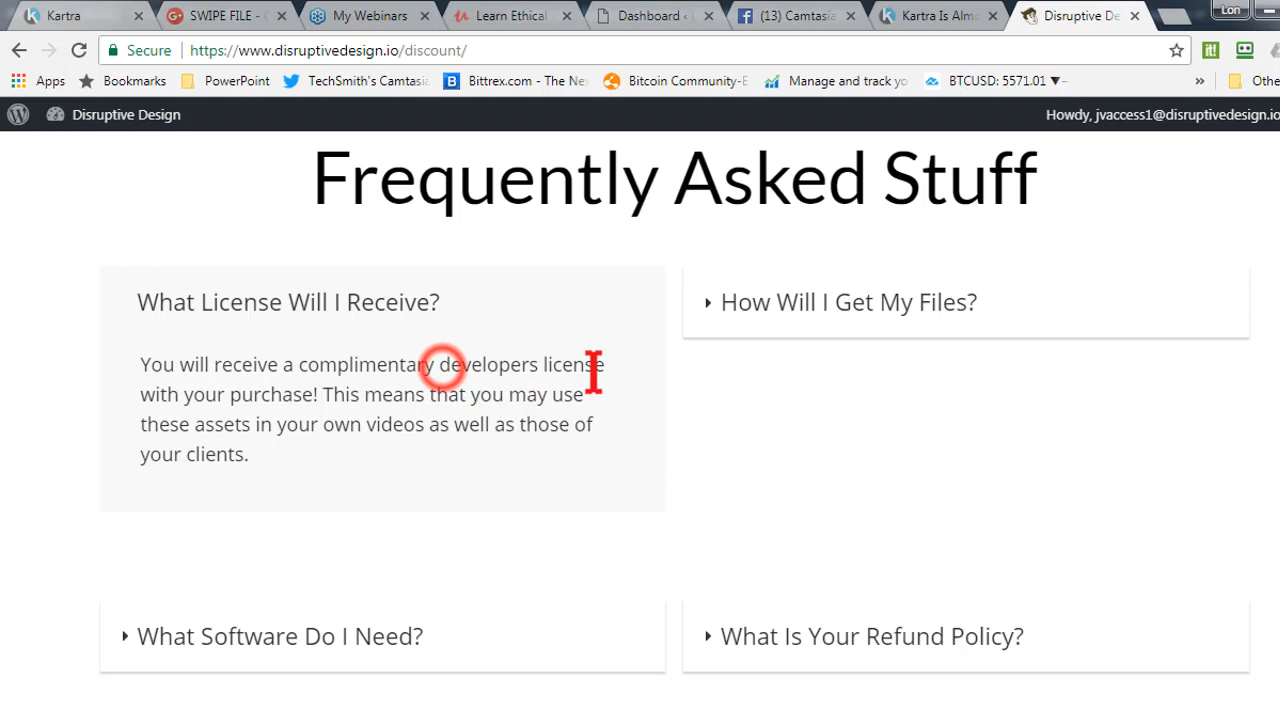 Kartra
SWIPE FILE - C
My Webinars
Learn Ethical
Dashboard ‹
(13) Camtasia
Kartra Is Almo
Disruptive De
Lon
Secure
https://www.disruptivedesign.io/discount/
it!
Apps
Bookmarks
PowerPoint
TechSmith's Camtasi
Bittrex.com - The Ne
Bitcoin Community-E
Manage and track yo
BTCUSD: 5571.01 ▼–
»
Othe
Disruptive Design
Howdy, jvaccess1@disruptivedesign.io
Frequently Asked Stuff
What License Will I Receive?
You will receive a complimentary developers license
with your purchase! This means that you may use
these assets in your own videos as well as those of
your clients.
How Will I Get My Files?
What Software Do I Need?
What Is Your Refund Policy?